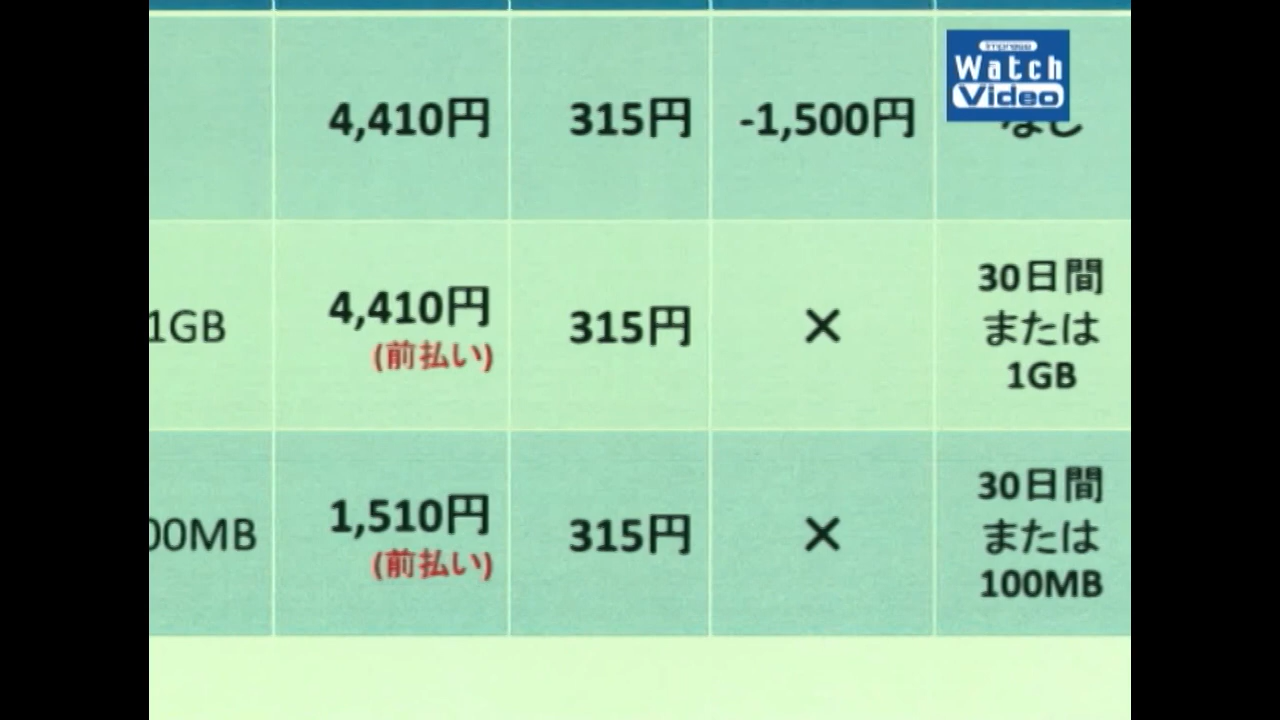 impress
Watch
Video
4,410円
315円
-1,500円
なし
1GB
4,410円
(前払い)
315円
×
30日間
または
1GB
00MB
1,510円
(前払い)
315円
×
30日間
または
100MB